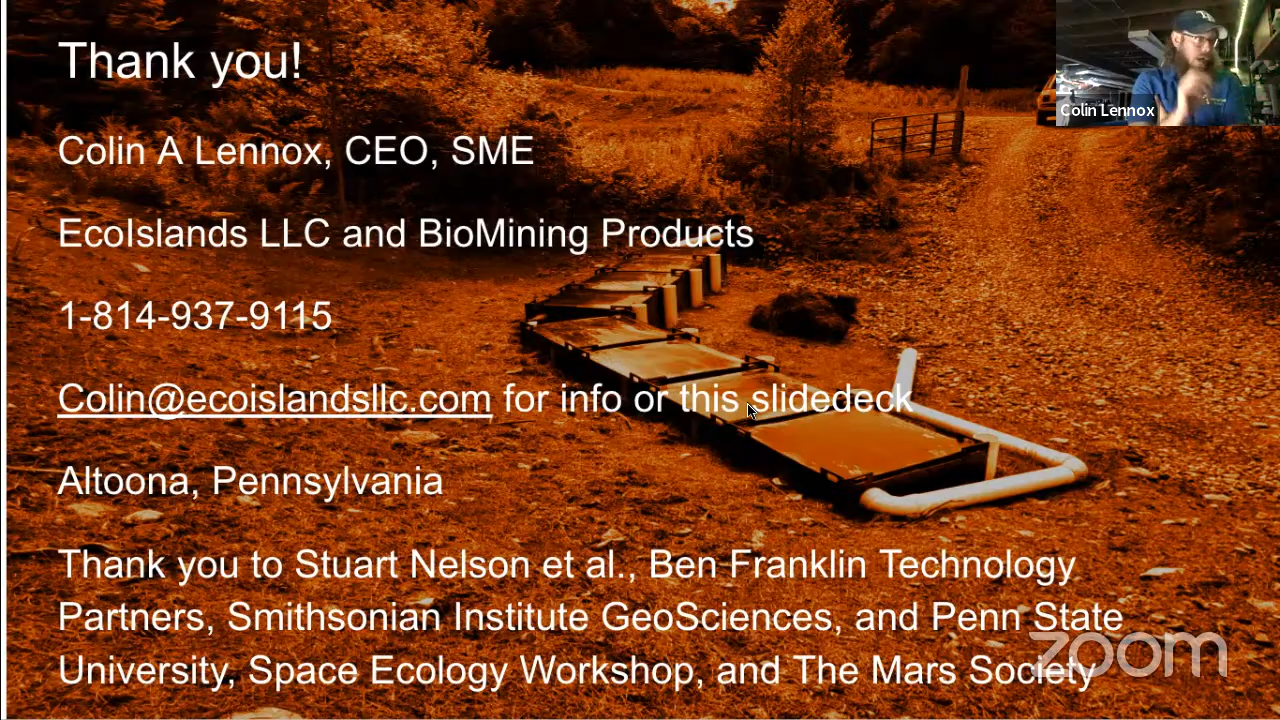 Thank you!
Colin Lennox
Colin A Lennox, CEO, SME
EcoIslands LLC and BioMining Products
1-814-937-9115
Colin@ecoislandsllc.com for info or this slidedeck
Altoona, Pennsylvania
Thank you to Stuart Nelson et al., Ben Franklin Technology
Partners, Smithsonian Institute GeoSciences, and Penn State
University, Space Ecology Workshop, and The Mars Society
zoom